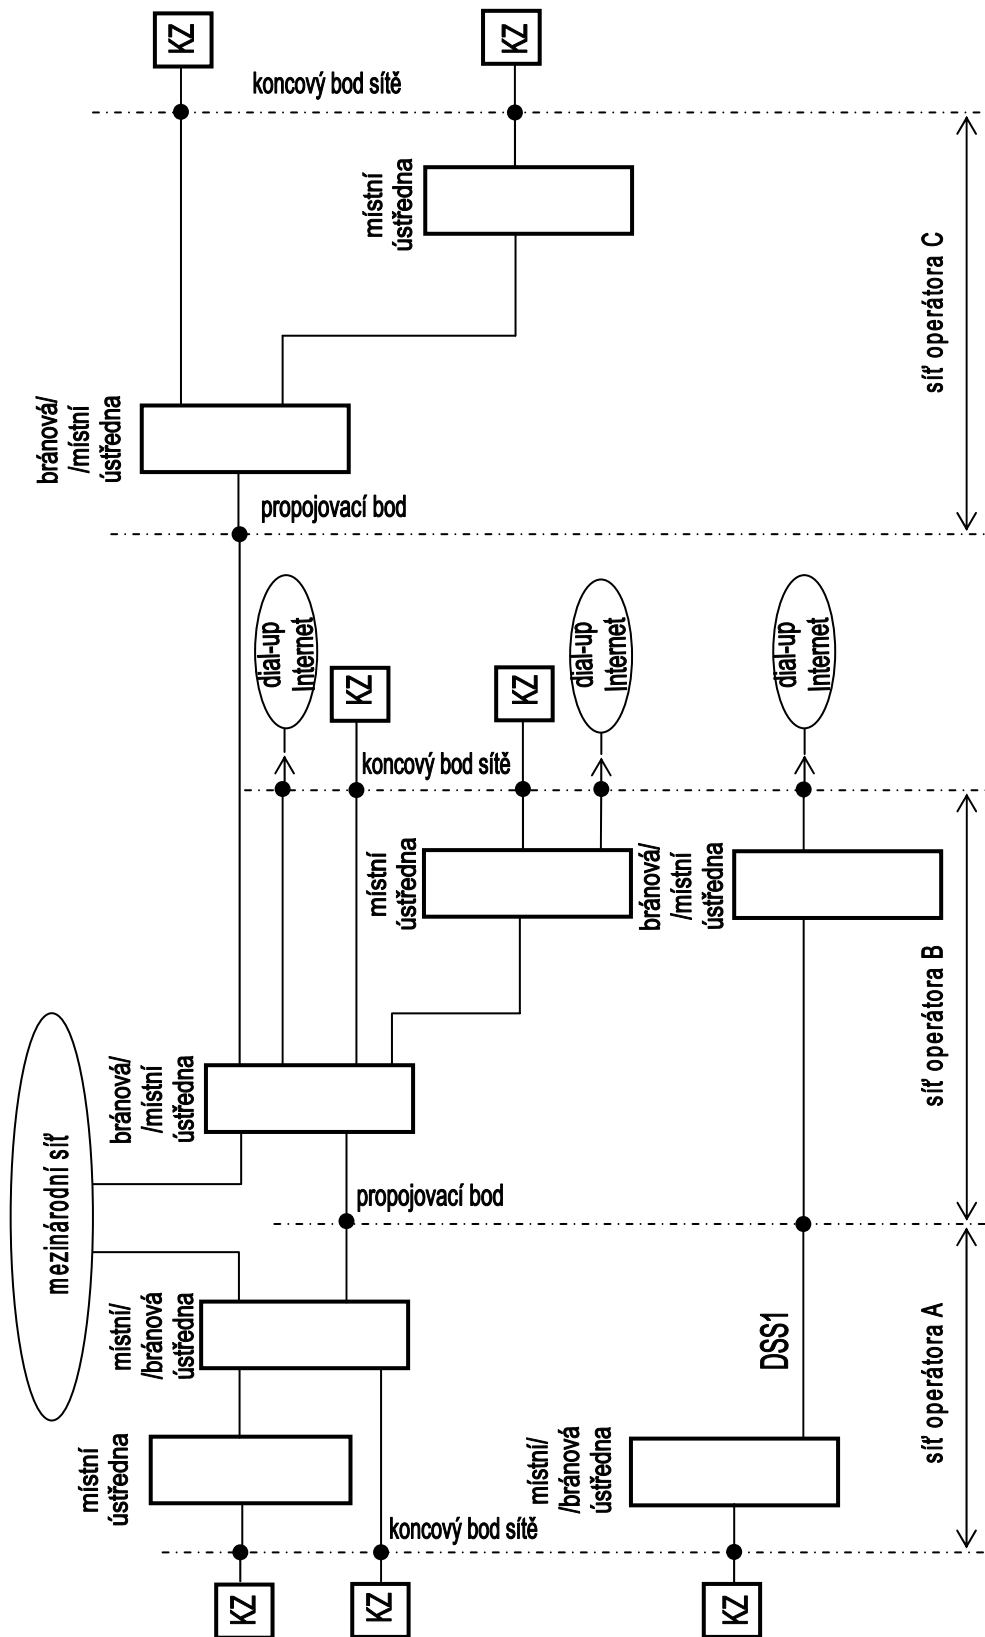 KZ
KZ
koncový bod sítě
místní
ústředna
síť operátora C
bránová/
/místní
ústředna
propojovací bod
dial-up
Internet
dial-up
Internet
dial-up
Internet
KZ
KZ
koncový bod sítě
místní
ústředna
bránová/
/místní
ústředna
síť operátora B
bránová/
/místní
ústředna
mezinárodní síť
propojovací bod
místní/
/bránová
ústředna
DSS1
síť operátora A
místní
ústředna
místní/
/bránová
ústředna
koncový bod sítě
KZ
KZ
KZ